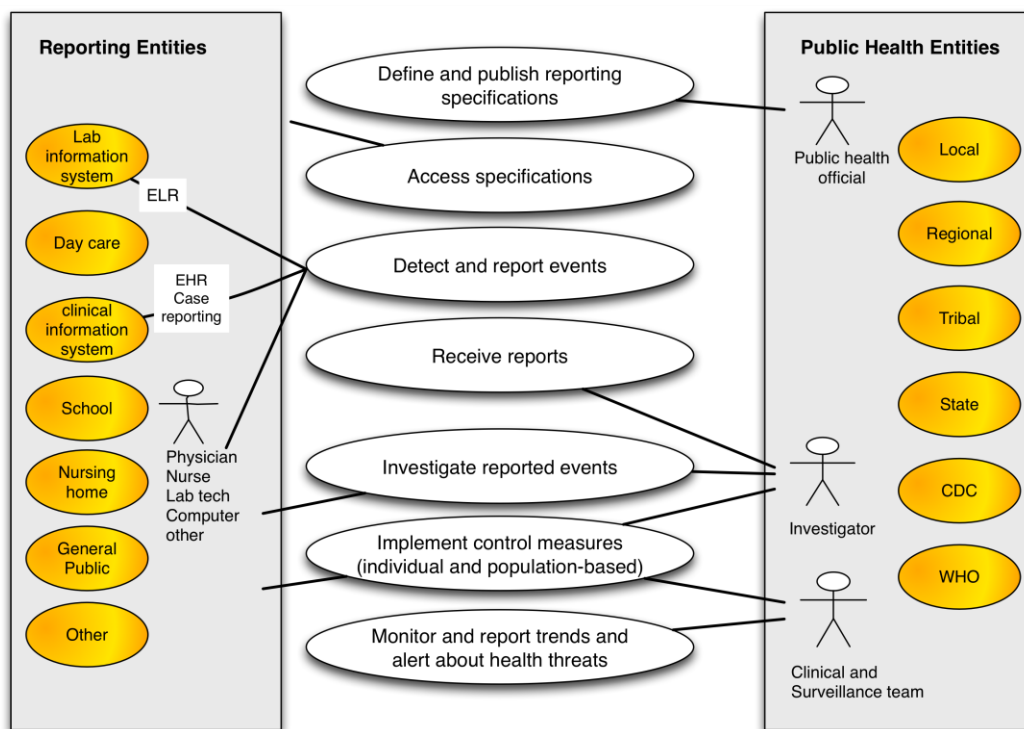 Reporting Entities
Lab
information
system
ELR
Day care
EHR
Case
reporting
clinical
information
system
School
Physician
Nurse
Lab tech
Computer
other
Nursing
home
General
Public
Other
Define and publish reporting
specifications
Access specifications
Detect and report events
Receive reports
Investigate reported events
Implement control measures
(individual and population-based)
Monitor and report trends and
alert about health threats
Public Health Entities
Public health
official
Local
Regional
Tribal
State
Investigator
CDC
WHO
Clinical and
Surveillance team